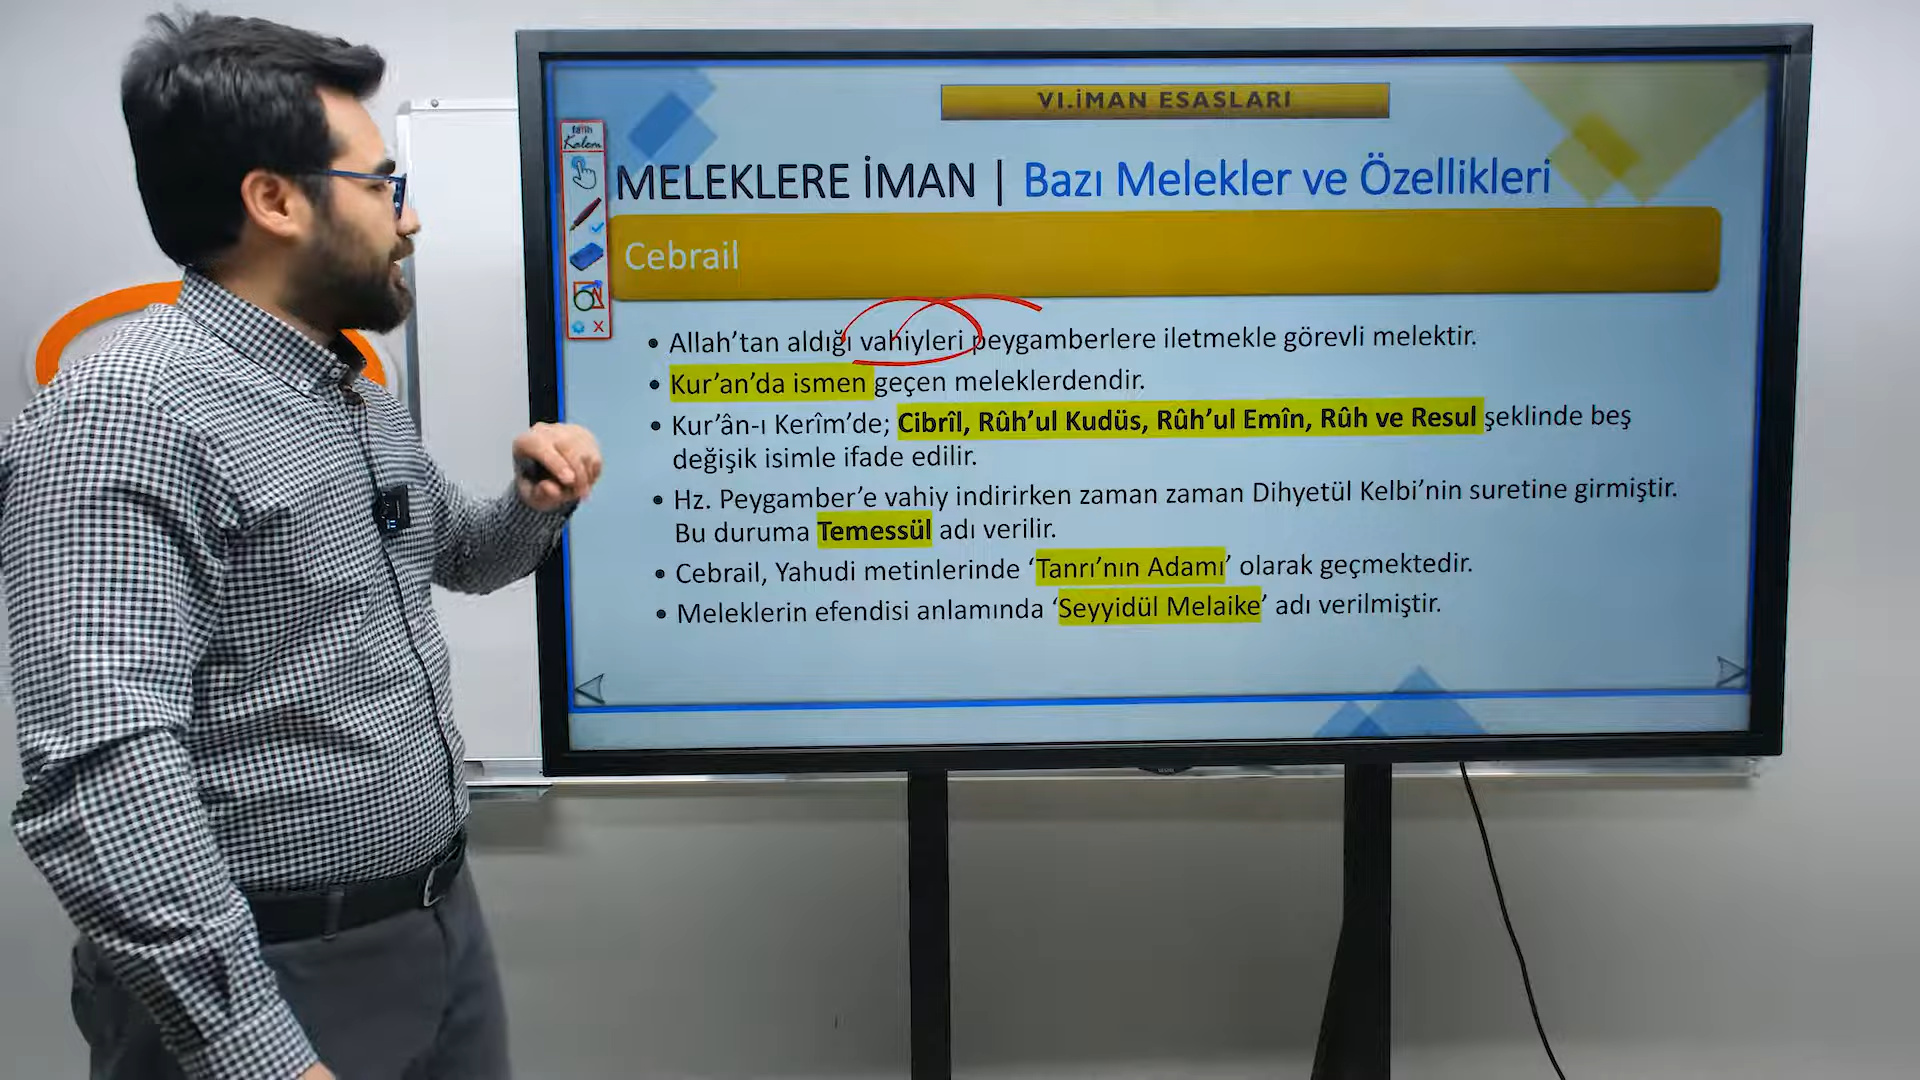 VI.İMAN ESASLARI
fatih
Kalem
MELEKLERE İMAN | Bazı Melekler ve Özellikleri
Cebrail
• Allah’tan aldığı vahiyleri peygamberlere iletmekle görevli melektir.
• Kur’an’da ismen geçen meleklerdendir.
• Kur’ân-ı Kerîm’de; Cibrîl, Rûh’ul Kudüs, Rûh’ul Emîn, Rûh ve Resul şeklinde beş
değişik isimle ifade edilir.
• Hz. Peygamber’e vahiy indirirken zaman zaman Dihyetül Kelbi’nin suretine girmiştir.
Bu duruma Temessül adı verilir.
• Cebrail, Yahudi metinlerinde ‘Tanrı’nın Adamı’ olarak geçmektedir.
• Meleklerin efendisi anlamında ‘Seyyidül Melaike’ adı verilmiştir.